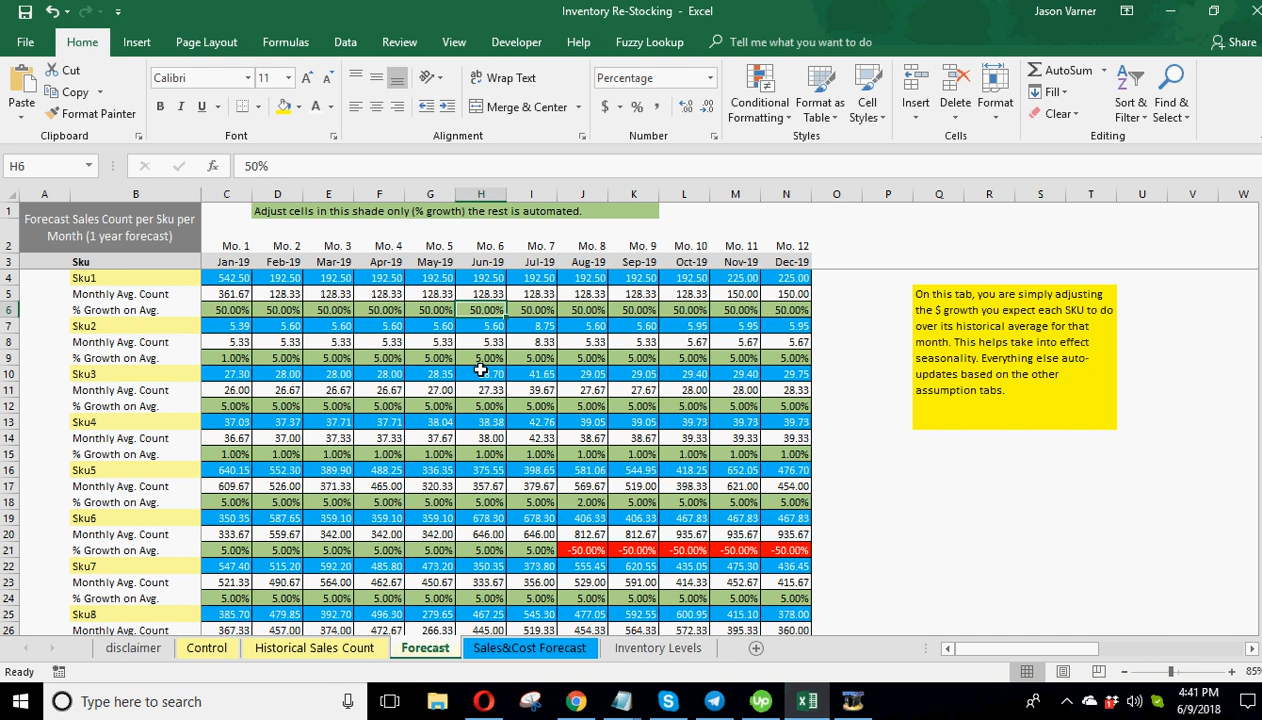 Inventory Re-Stocking - Excel
Jason Varner
File Home Insert Page Layout Formulas Data Review View Developer Help Fuzzy Lookup Tell me what you want to do Share
Cut
Copy
Format Painter
Paste
Clipboard
Calibri 11
B I U
Font
Wrap Text
Merge & Center
Alignment
Percentage
$ % ,
Number
Conditional Formatting
Format as Table
Cell Styles
Styles
Insert Delete Format
Cells
AutoSum
Fill
Clear
Sort & Filter
Find & Select
Editing
H6 fx 50%
A B C D E F G H I J K L M N O P Q R S T U V W
1 Adjust cells in this shade only (% growth) the rest is automated.
Forecast Sales Count per Sku per Month (1 year forecast)
2 Mo. 1 Mo. 2 Mo. 3 Mo. 4 Mo. 5 Mo. 6 Mo. 7 Mo. 8 Mo. 9 Mo. 10 Mo. 11 Mo. 12
3 Sku Jan-19 Feb-19 Mar-19 Apr-19 May-19 Jun-19 Jul-19 Aug-19 Sep-19 Oct-19 Nov-19 Dec-19
4 Sku1 542.50 192.50 192.50 192.50 192.50 192.50 192.50 192.50 192.50 192.50 225.00 225.00
5 Monthly Avg. Count 361.67 128.33 128.33 128.33 128.33 128.33 128.33 128.33 128.33 128.33 150.00 150.00
6 % Growth on Avg. 50.00% 50.00% 50.00% 50.00% 50.00% 50.00% 50.00% 50.00% 50.00% 50.00% 50.00% 50.00%
7 Sku2 5.39 5.60 5.60 5.60 5.60 5.60 8.75 5.60 5.60 5.95 5.95 5.95
8 Monthly Avg. Count 5.33 5.33 5.33 5.33 5.33 5.33 8.33 5.33 5.33 5.67 5.67 5.67
9 % Growth on Avg. 1.00% 5.00% 5.00% 5.00% 5.00% 5.00% 5.00% 5.00% 5.00% 5.00% 5.00% 5.00%
10 Sku3 27.30 28.00 28.00 28.00 28.35 .70 41.65 29.05 29.05 29.40 29.40 29.75
11 Monthly Avg. Count 26.00 26.67 26.67 26.67 27.00 27.33 39.67 27.67 27.67 28.00 28.00 28.33
12 % Growth on Avg. 5.00% 5.00% 5.00% 5.00% 5.00% 5.00% 5.00% 5.00% 5.00% 5.00% 5.00% 5.00%
13 Sku4 37.03 37.37 37.71 37.71 38.04 38.38 42.76 39.05 39.05 39.73 39.73 39.73
14 Monthly Avg. Count 36.67 37.00 37.33 37.33 37.67 38.00 42.33 38.67 38.67 39.33 39.33 39.33
15 % Growth on Avg. 1.00% 1.00% 1.00% 1.00% 1.00% 1.00% 1.00% 1.00% 1.00% 1.00% 1.00% 1.00%
16 Sku5 640.15 552.30 389.90 488.25 336.35 375.55 398.65 581.06 544.95 418.25 652.05 476.70
17 Monthly Avg. Count 609.67 526.00 371.33 465.00 320.33 357.67 379.67 569.67 519.00 398.33 621.00 454.00
18 % Growth on Avg. 5.00% 5.00% 5.00% 5.00% 5.00% 5.00% 5.00% 2.00% 5.00% 5.00% 5.00% 5.00%
19 Sku6 350.35 587.65 359.10 359.10 359.10 678.30 678.30 406.33 406.33 467.83 467.83 467.83
20 Monthly Avg. Count 333.67 559.67 342.00 342.00 342.00 646.00 646.00 812.67 812.67 935.67 935.67 935.67
21 % Growth on Avg. 5.00% 5.00% 5.00% 5.00% 5.00% 5.00% 5.00% -50.00% -50.00% -50.00% -50.00% -50.00%
22 Sku7 547.40 515.20 592.20 485.80 473.20 350.35 373.80 555.45 620.55 435.05 475.30 436.45
23 Monthly Avg. Count 521.33 490.67 564.00 462.67 450.67 333.67 356.00 529.00 591.00 414.33 452.67 415.67
24 % Growth on Avg. 5.00% 5.00% 5.00% 5.00% 5.00% 5.00% 5.00% 5.00% 5.00% 5.00% 5.00% 5.00%
25 Sku8 385.70 479.85 392.70 496.30 279.65 467.25 545.30 477.05 592.55 600.95 415.10 378.00
26 Monthly Avg. Count 367.33 457.00 374.00 472.67 266.33 445.00 519.33 454.33 564.33 572.33 395.33 360.00
On this tab, you are simply adjusting
the $ growth you expect each SKU to do
over its historical average for that
month. This helps take into effect
seasonality. Everything else auto-
updates based on the other
assumption tabs.
disclaimer Control Historical Sales Count Forecast Sales&Cost Forecast Inventory Levels
Ready 85%
Type here to search
4:41 PM
6/9/2018